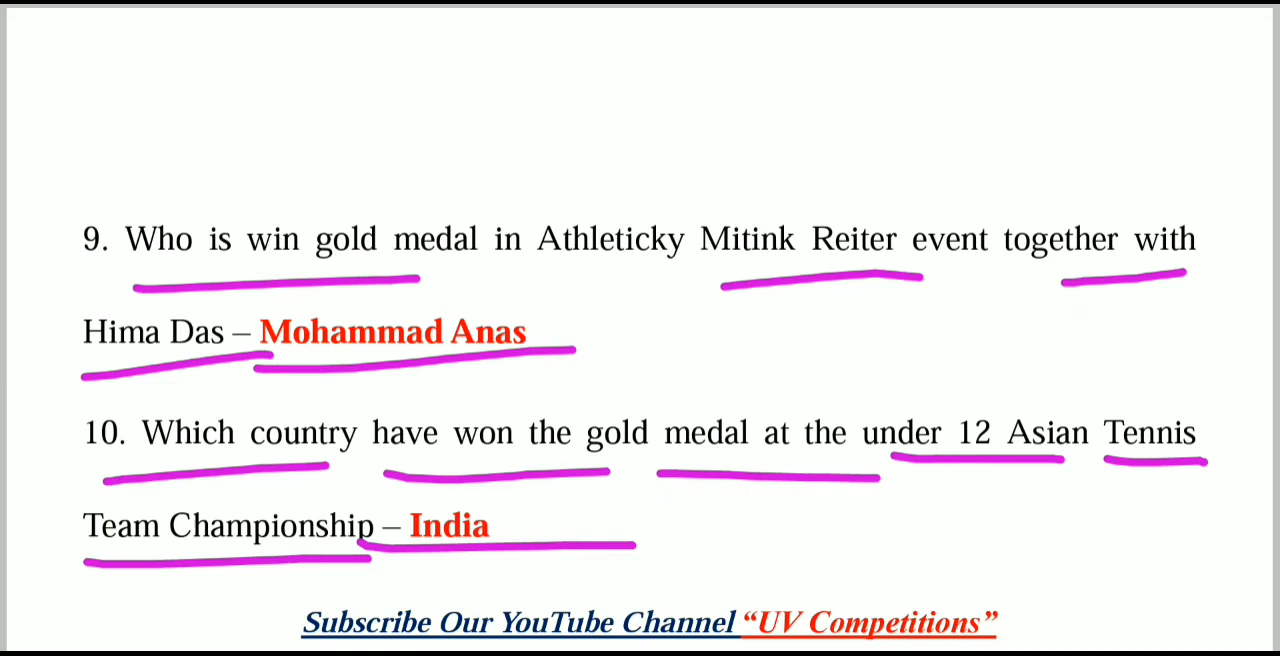 9. Who is win gold medal in Athleticky Mitink Reiter event together with
Hima Das – Mohammad Anas
10. Which country have won the gold medal at the under 12 Asian Tennis
Team Championship – India
Subscribe Our YouTube Channel “UV Competitions”